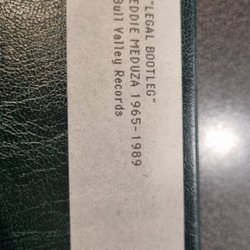 "LEGAL BOOTLEG"
EDDIE MEDUZA 1965-1989
Bull Valley Records